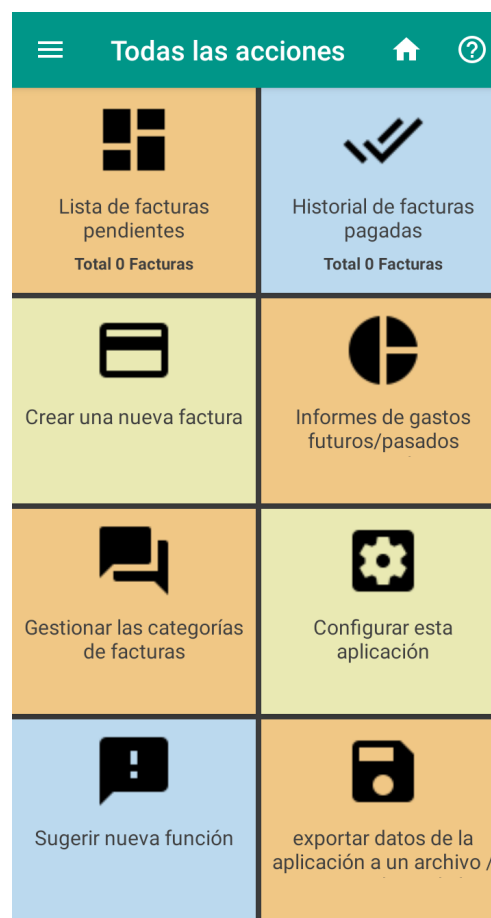 Todas las acciones
Lista de facturas
pendientes
Total 0 Facturas
Historial de facturas
pagadas
Total 0 Facturas
Crear una nueva factura
Informes de gastos
futuros/pasados
Gestionar las categorías
de facturas
Configurar esta
aplicación
Sugerir nueva función
exportar datos de la
aplicación a un archivo /